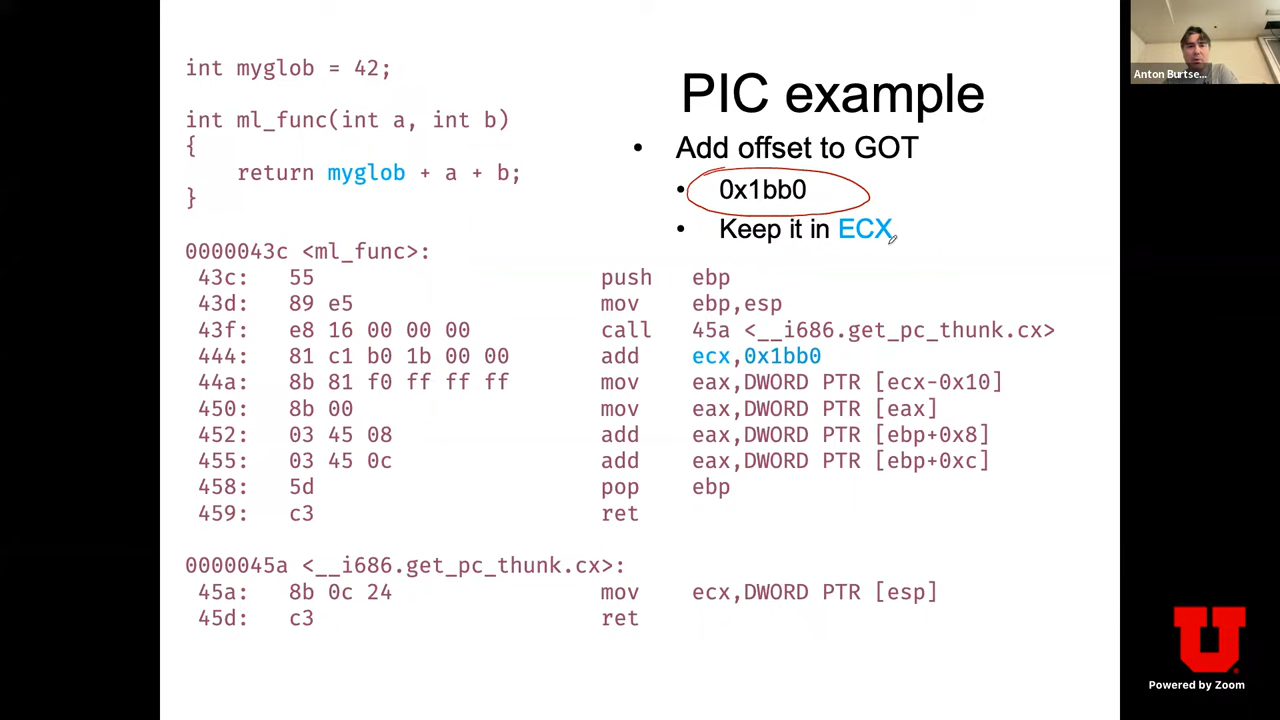 int myglob = 42;
int ml_func(int a, int b)
{
return myglob + a + b;
}
PIC example
• Add offset to GOT
• 0x1bb0
• Keep it in ECX
0000043c <ml_func>:
43c: 55 push ebp
43d: 89 e5 mov ebp,esp
43f: e8 16 00 00 00 call 45a <__i686.get_pc_thunk.cx>
444: 81 c1 b0 1b 00 00 add ecx,0x1bb0
44a: 8b 81 f0 ff ff ff mov eax,DWORD PTR [ecx-0x10]
450: 8b 00 mov eax,DWORD PTR [eax]
452: 03 45 08 add eax,DWORD PTR [ebp+0x8]
455: 03 45 0c add eax,DWORD PTR [ebp+0xc]
458: 5d pop ebp
459: c3 ret
0000045a <__i686.get_pc_thunk.cx>:
45a: 8b 0c 24 mov ecx,DWORD PTR [esp]
45d: c3 ret
Anton Burtse...
U
Powered by Zoom